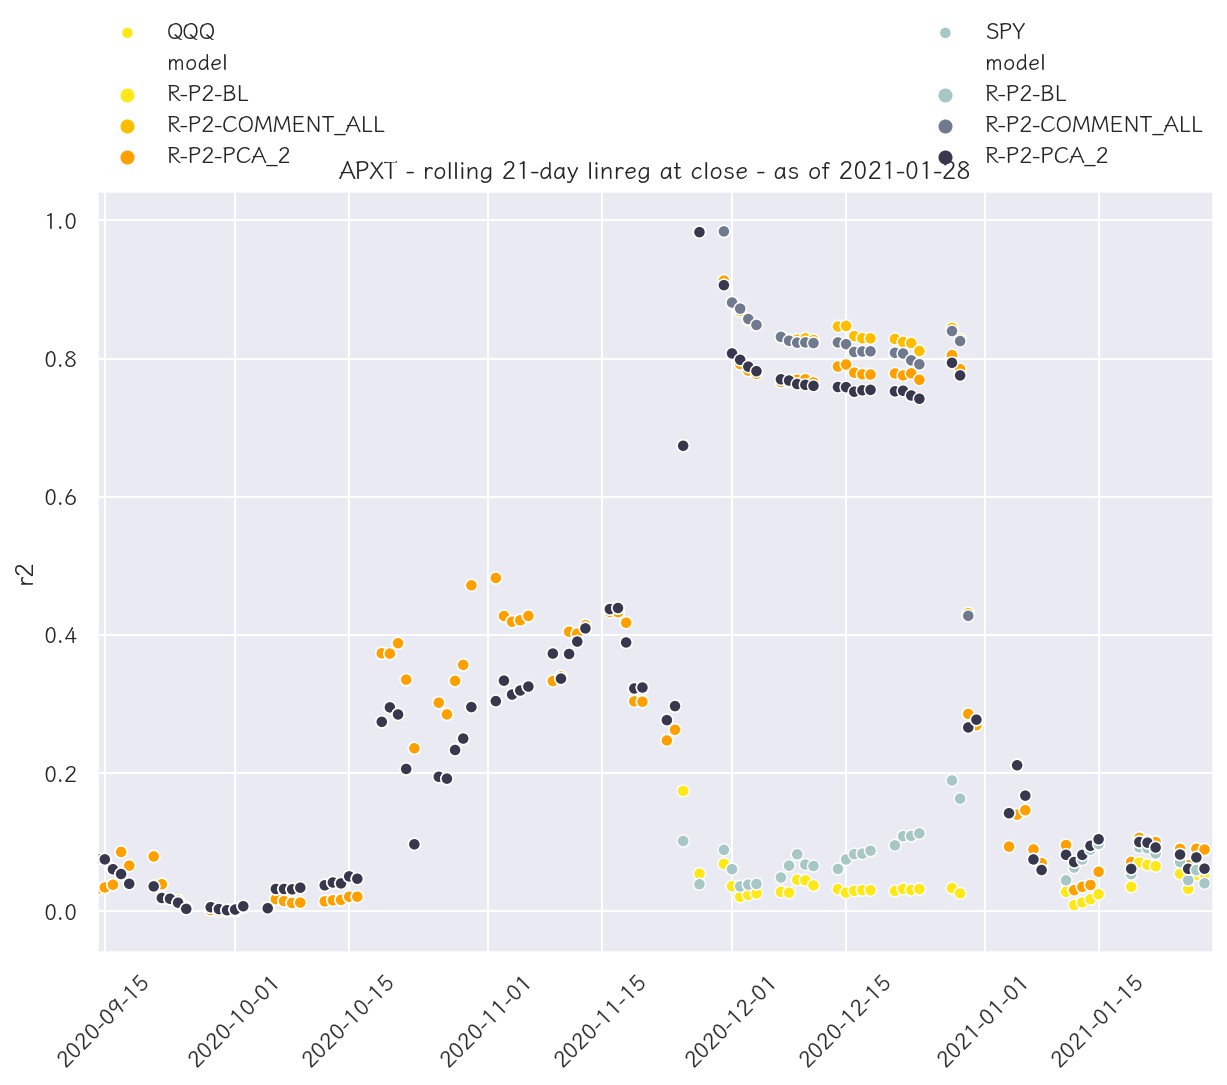 QQQ
model
R-P2-BL
R-P2-COMMENT_ALL
R-P2-PCA_2
SPY
model
R-P2-BL
R-P2-COMMENT_ALL
R-P2-PCA_2
APXT - rolling 21-day linreg at close - as of 2021-01-28
1.0
0.8
0.6
0.4
0.2
0.0
r2
2020-09-15
2020-10-01
2020-10-15
2020-11-01
2020-11-15
2020-12-01
2020-12-15
2021-01-01
2021-01-15